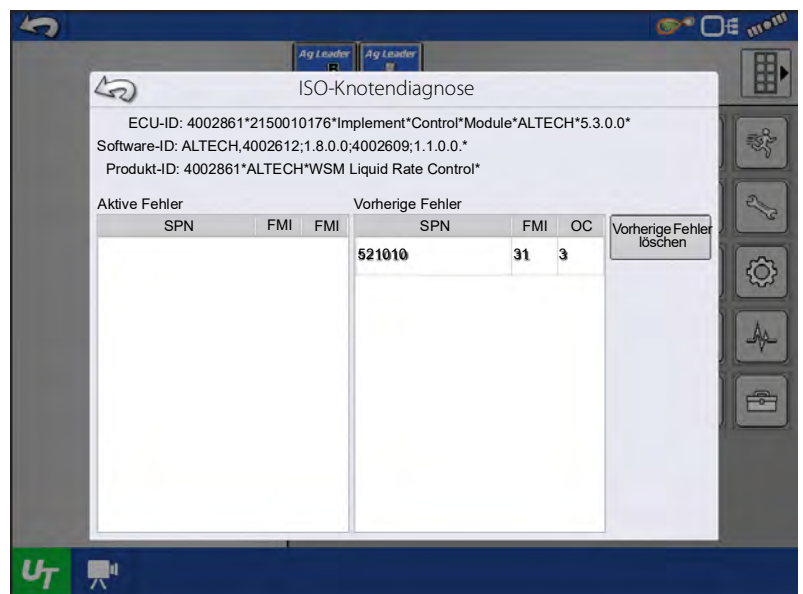 Ag Leader Ag Leader
ISO-Knotendiagnose
ECU-ID: 4002861*2150010176*Implement*Control*Module*ALTECH*5.3.0.0*
Software-ID: ALTECH,4002612;1.8.0.0;4002609;1.1.0.0.*
Produkt-ID: 4002861*ALTECH*WSM Liquid Rate Control*
Aktive Fehler Vorherige Fehler
SPN FMI FMI SPN FMI OC
Vorherige Fehler
löschen
521010 31 3
UT